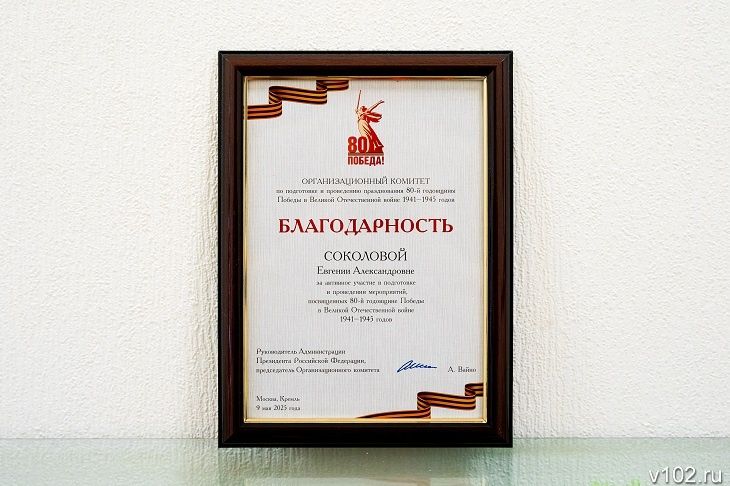 80
ПОБЕДА!
ОРГАНИЗАЦИОННЫЙ КОМИТЕТ
по подготовке и проведению празднования 80-й годовщины
Победы в Великой Отечественной войне 1941–1945 годов
БЛАГОДАРНОСТЬ
СОКОЛОВОЙ
Евгении Александровне
за активное участие в подготовке
и проведении мероприятий,
посвященных 80-й годовщине Победы
в Великой Отечественной войне
1941–1945 годов
Руководитель Администрации
Президента Российской Федерации,
председатель Организационного комитета
А. Вайно
Москва, Кремль
9 мая 2025 года
v102.ru